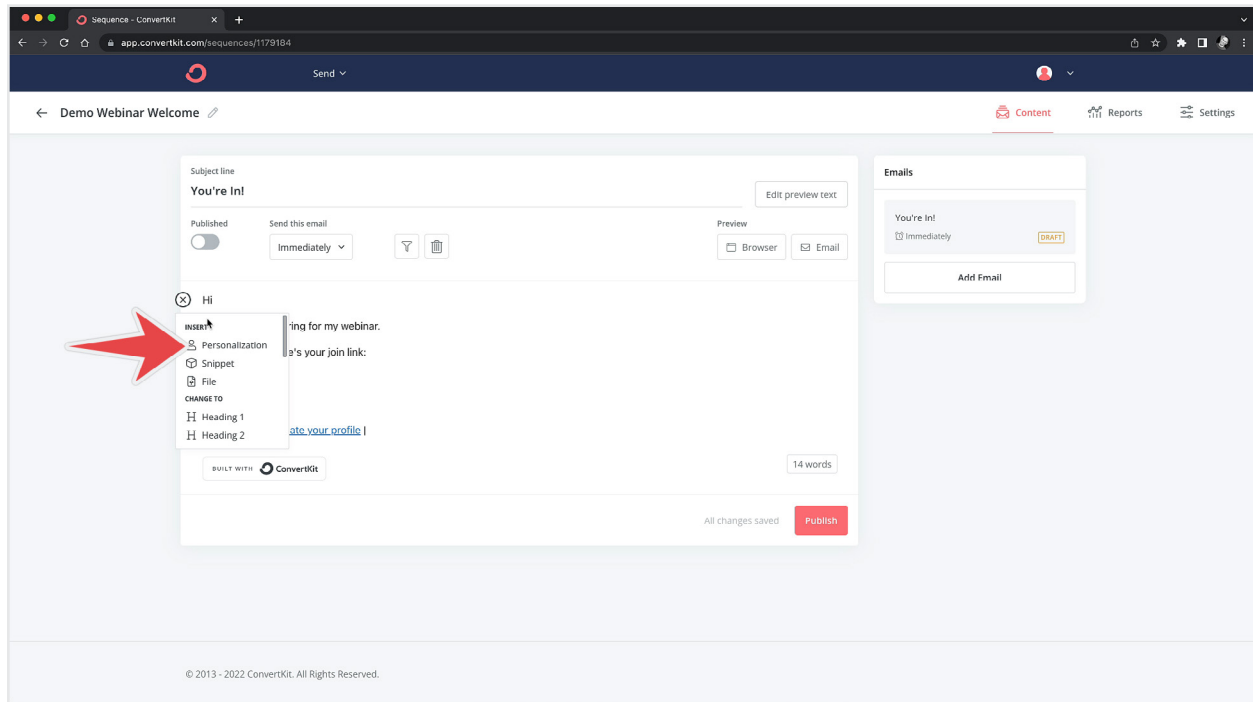 Sequence - ConvertKit
app.convertkit.com/sequences/1179184
Send
Demo Webinar Welcome
Content
Reports
Settings
Subject line
You're In!
Edit preview text
Published
Send this email
Preview
Immediately
Browser
Email
Hi
INSERT
ring for my webinar.
Personalization
e's your join link:
Snippet
File
CHANGE TO
Heading 1
Heading 2
ate your profile |
BUILT WITH ConvertKit
14 words
All changes saved
Publish
Emails
You're In!
Immediately
DRAFT
Add Email
© 2013 - 2022 ConvertKit. All Rights Reserved.